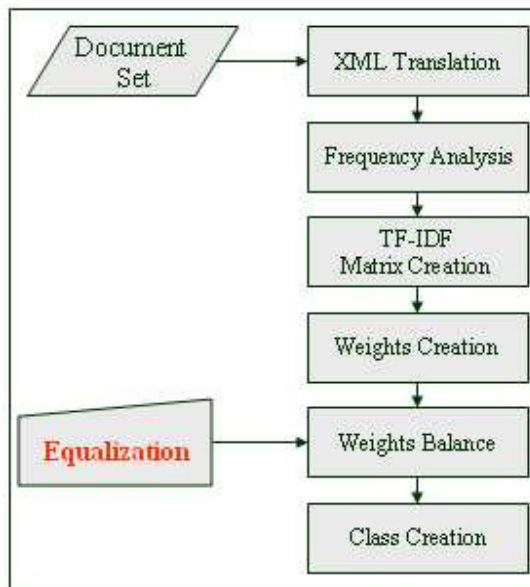 Document
Set
XML Translation
Frequency Analysis
TF-IDF
Matrix Creation
Weights Creation
Equalization
Weights Balance
Class Creation